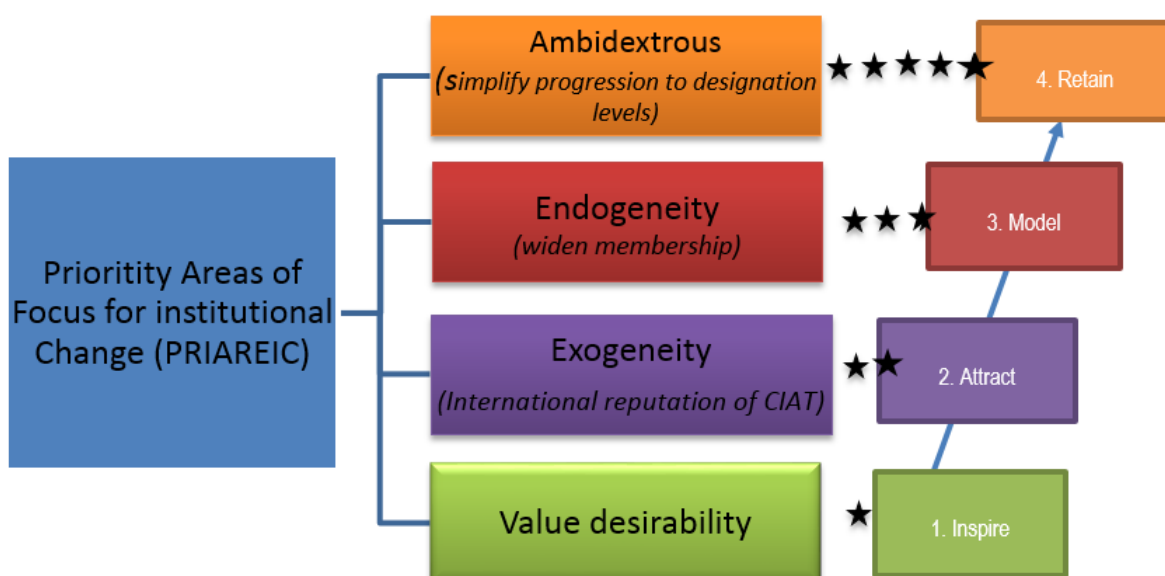 Ambidextrous
(simplify progression to designation
levels)
4. Retain
Endogeneity
(widen membership)
3. Model
Prioritity Areas of
Focus for institutional
Change (PRIAREIC)
Exogeneity
(International reputation of CIAT)
2. Attract
Value desirability
1. Inspire